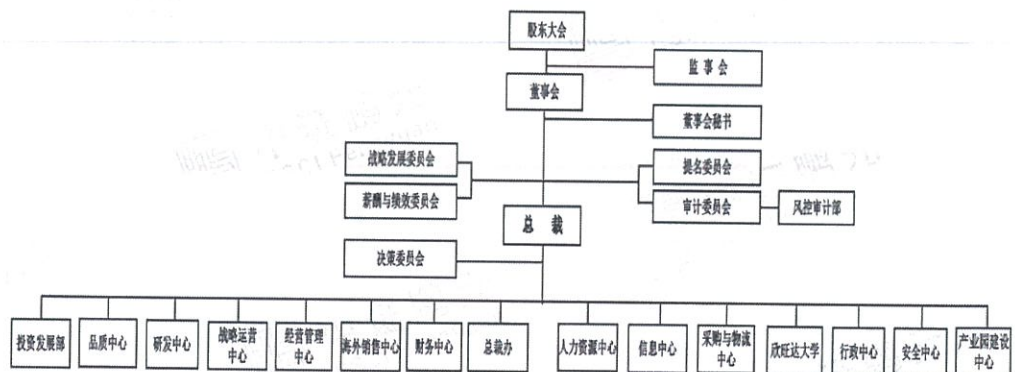 股东大会
监事会
董事会
董事会秘书
战略发展委员会
提名委员会
薪酬与绩效委员会
审计委员会
风控审计部
总裁
决策委员会
投资发展部
品质中心
研发中心
战略运营
中心
经营管理
中心
海外销售中心
财务中心
总裁办
人力资源中心
信息中心
采购与物流
中心
欣旺达大学
行政中心
安全中心
产业园建设
中心